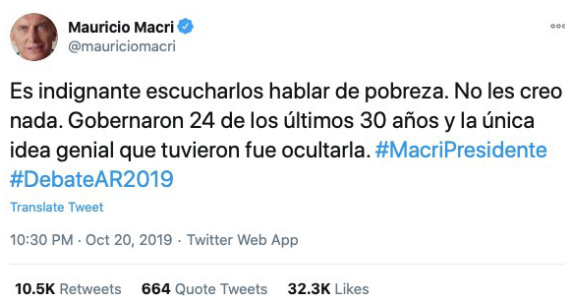 Mauricio Macri
@mauriciomacri
Es indignante escucharlos hablar de pobreza. No les creo
nada. Gobernaron 24 de los últimos 30 años y la única
idea genial que tuvieron fue ocultarla. #MacriPresidente
#DebateAR2019
Translate Tweet
10:30 PM · Oct 20, 2019 · Twitter Web App
10.5K Retweets 664 Quote Tweets 32.3K Likes